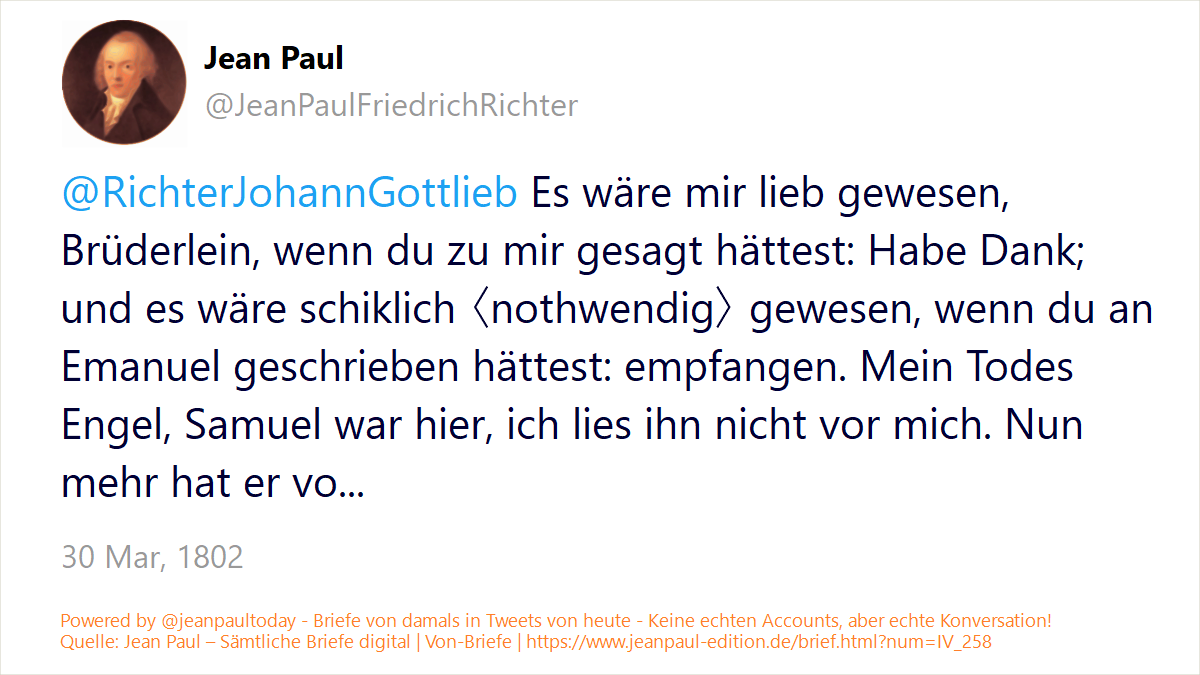 Jean Paul
@JeanPaulFriedrichRichter
@RichterJohannGottlieb Es wäre mir lieb gewesen,
Brüderlein, wenn du zu mir gesagt hättest: Habe Dank;
und es wäre schiklich 〈nothwendig〉 gewesen, wenn du an
Emanuel geschrieben hättest: empfangen. Mein Todes
Engel, Samuel war hier, ich lies ihn nicht vor mich. Nun
mehr hat er vo...
30 Mar, 1802
Powered by @jeanpaultoday - Briefe von damals in Tweets von heute - Keine echten Accounts, aber echte Konversation!
Quelle: Jean Paul – Sämtliche Briefe digital | Von-Briefe | https://www.jeanpaul-edition.de/brief.html?num=IV_258